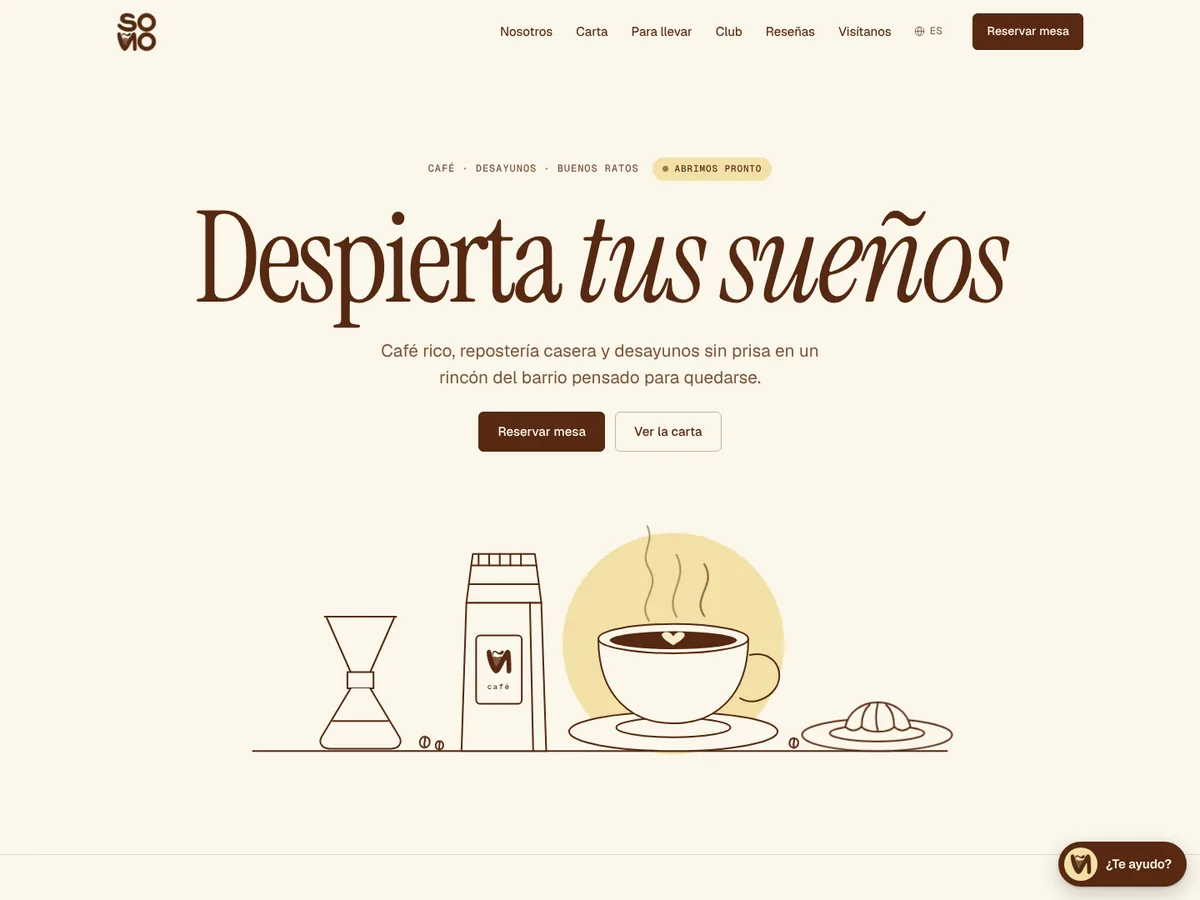 SO
ÑO
Nosotros
Carta
Para llevar
Club
Reseñas
Visítanos
ES
Reservar mesa
CAFÉ · DESAYUNOS · BUENOS RATOS
ABRIMOS PRONTO
Despierta tus sueños
Café rico, repostería casera y desayunos sin prisa en un
rincón del barrio pensado para quedarse.
Reservar mesa
Ver la carta
Ñ
café
Ñ
¿Te ayudo?